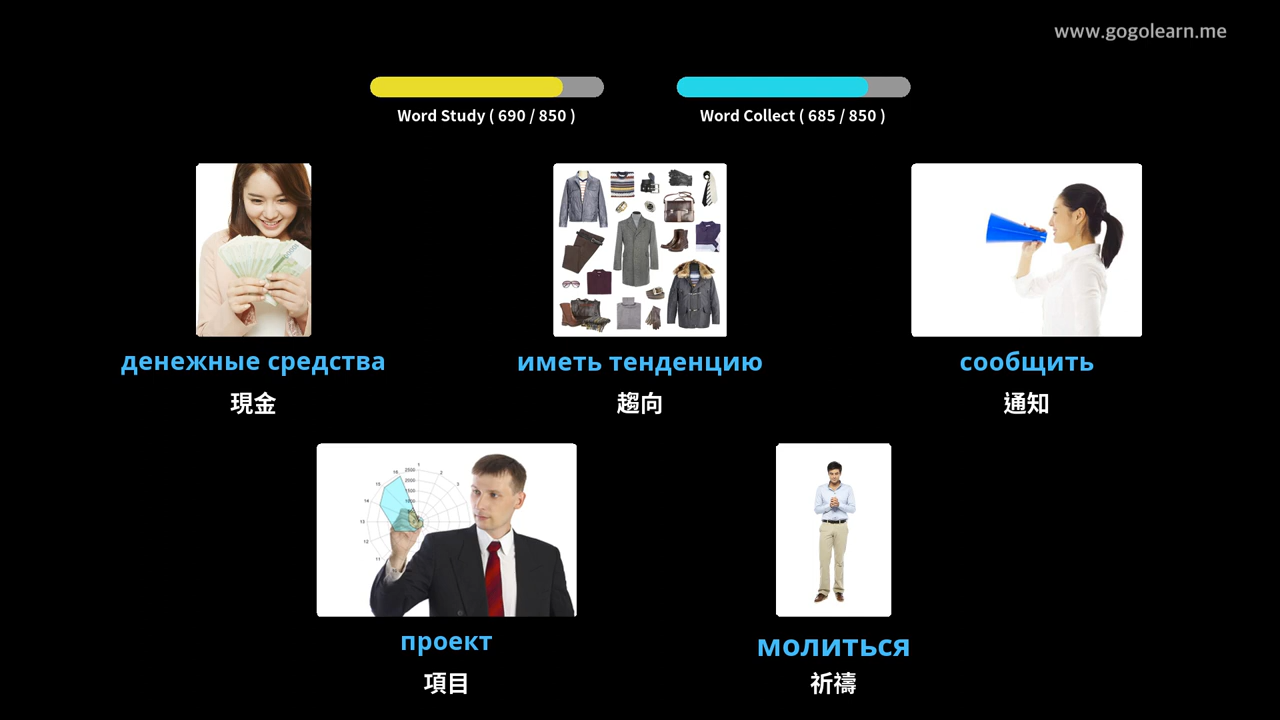 www.gogolearn.me
Word Study ( 690 / 850 )
Word Collect ( 685 / 850 )
денежные средства
現金
иметь тенденцию
趨向
сообщить
通知
проект
項目
молиться
祈禱